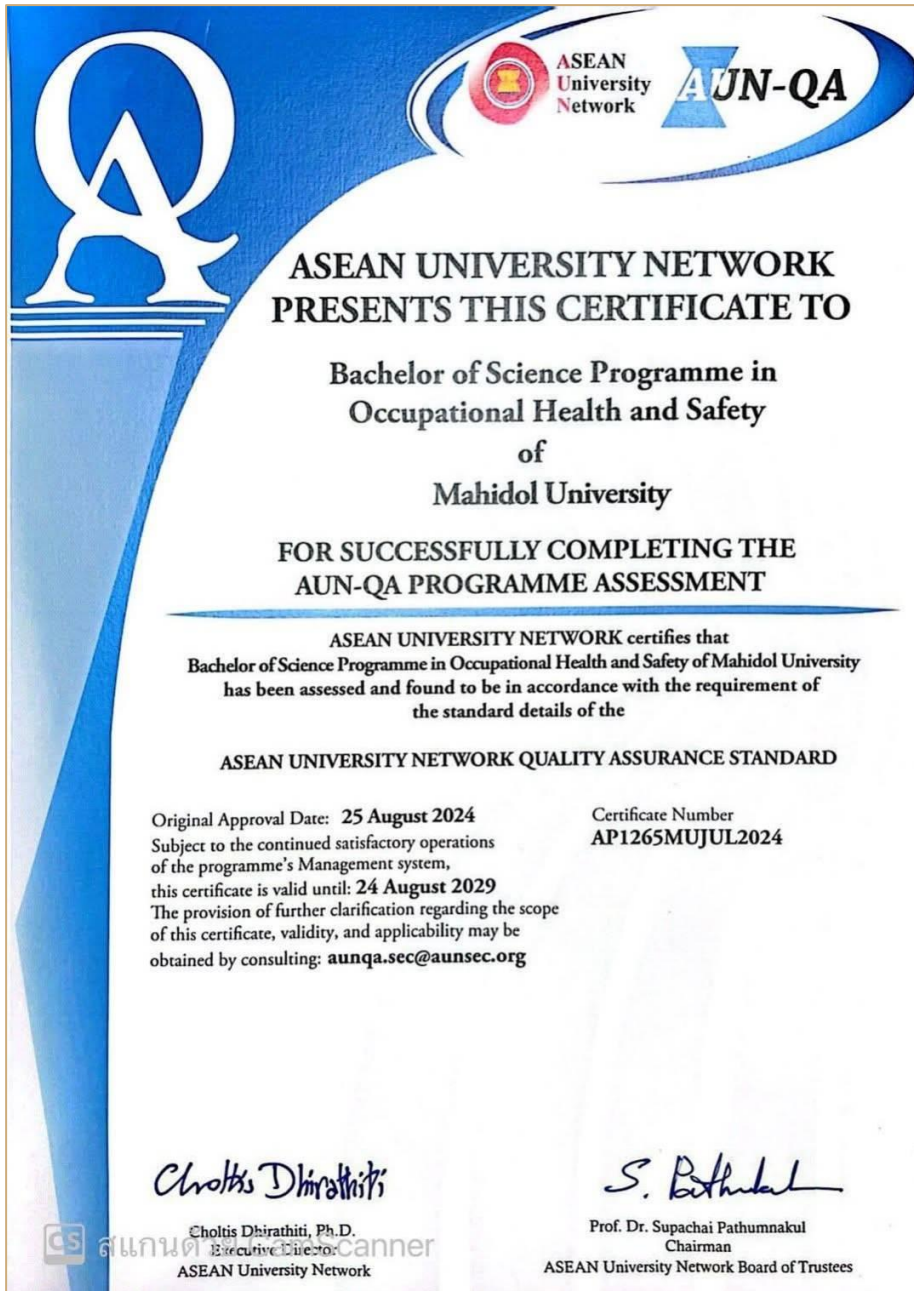 QA
ASEAN
University
Network
AUN-QA
ASEAN UNIVERSITY NETWORK
PRESENTS THIS CERTIFICATE TO
Bachelor of Science Programme in
Occupational Health and Safety
of
Mahidol University
FOR SUCCESSFULLY COMPLETING THE
AUN-QA PROGRAMME ASSESSMENT
ASEAN UNIVERSITY NETWORK certifies that
Bachelor of Science Programme in Occupational Health and Safety of Mahidol University
has been assessed and found to be in accordance with the requirement of
the standard details of the
ASEAN UNIVERSITY NETWORK QUALITY ASSURANCE STANDARD
Original Approval Date: 25 August 2024
Subject to the continued satisfactory operations
of the programme's Management system,
this certificate is valid until: 24 August 2029
The provision of further clarification regarding the scope
of this certificate, validity, and applicability may be
obtained by consulting: aunqa.sec@aunsec.org
Certificate Number
AP1265MUJUL2024
Choltis Dhirathiti
Choltis Dhirathiti, Ph.D.
Executive Director
ASEAN University Network
S. Pathumnakul
Prof. Dr. Supachai Pathumnakul
Chairman
ASEAN University Network Board of Trustees
CS สแกนด้วย CamScanner